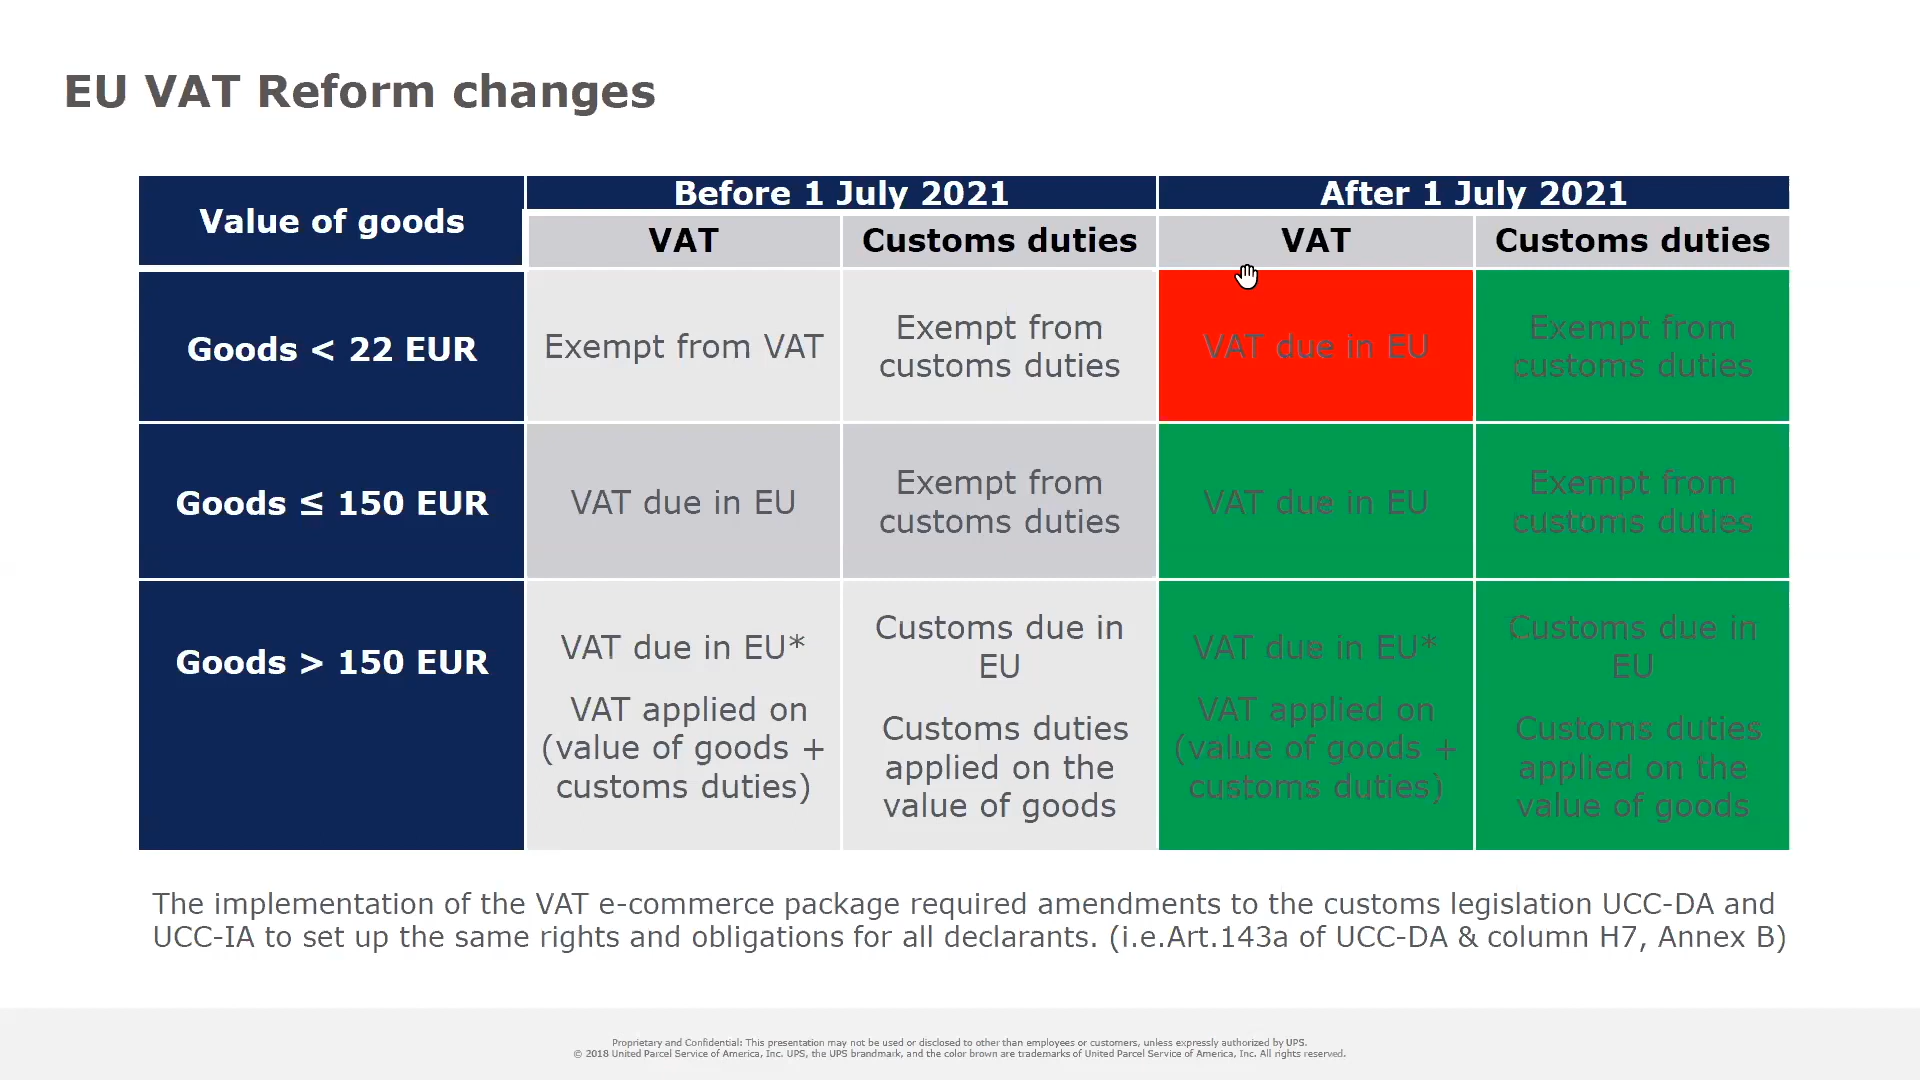 EU VAT Reform changes
Value of goods
Before 1 July 2021
After 1 July 2021
VAT
Customs duties
VAT
Customs duties
Goods < 22 EUR
Exempt from VAT
Exempt from
customs duties
VAT due in EU
Exempt from
customs duties
Goods ≤ 150 EUR
VAT due in EU
Exempt from
customs duties
VAT due in EU
Exempt from
customs duties
Goods > 150 EUR
VAT due in EU*
VAT applied on
(value of goods +
customs duties)
Customs due in
EU
Customs duties
applied on the
value of goods
VAT due in EU*
VAT applied on
(value of goods +
customs duties)
Customs due in
EU
Customs duties
applied on the
value of goods
The implementation of the VAT e-commerce package required amendments to the customs legislation UCC-DA and
UCC-IA to set up the same rights and obligations for all declarants. (i.e.Art.143a of UCC-DA & column H7, Annex B)
Proprietary and Confidential: This presentation may not be used or disclosed to other than employees or customers, unless expressly authorized by UPS.
© 2018 United Parcel Service of America, Inc. UPS, the UPS brandmark, and the color brown are trademarks of United Parcel Service of America, Inc. All rights reserved.